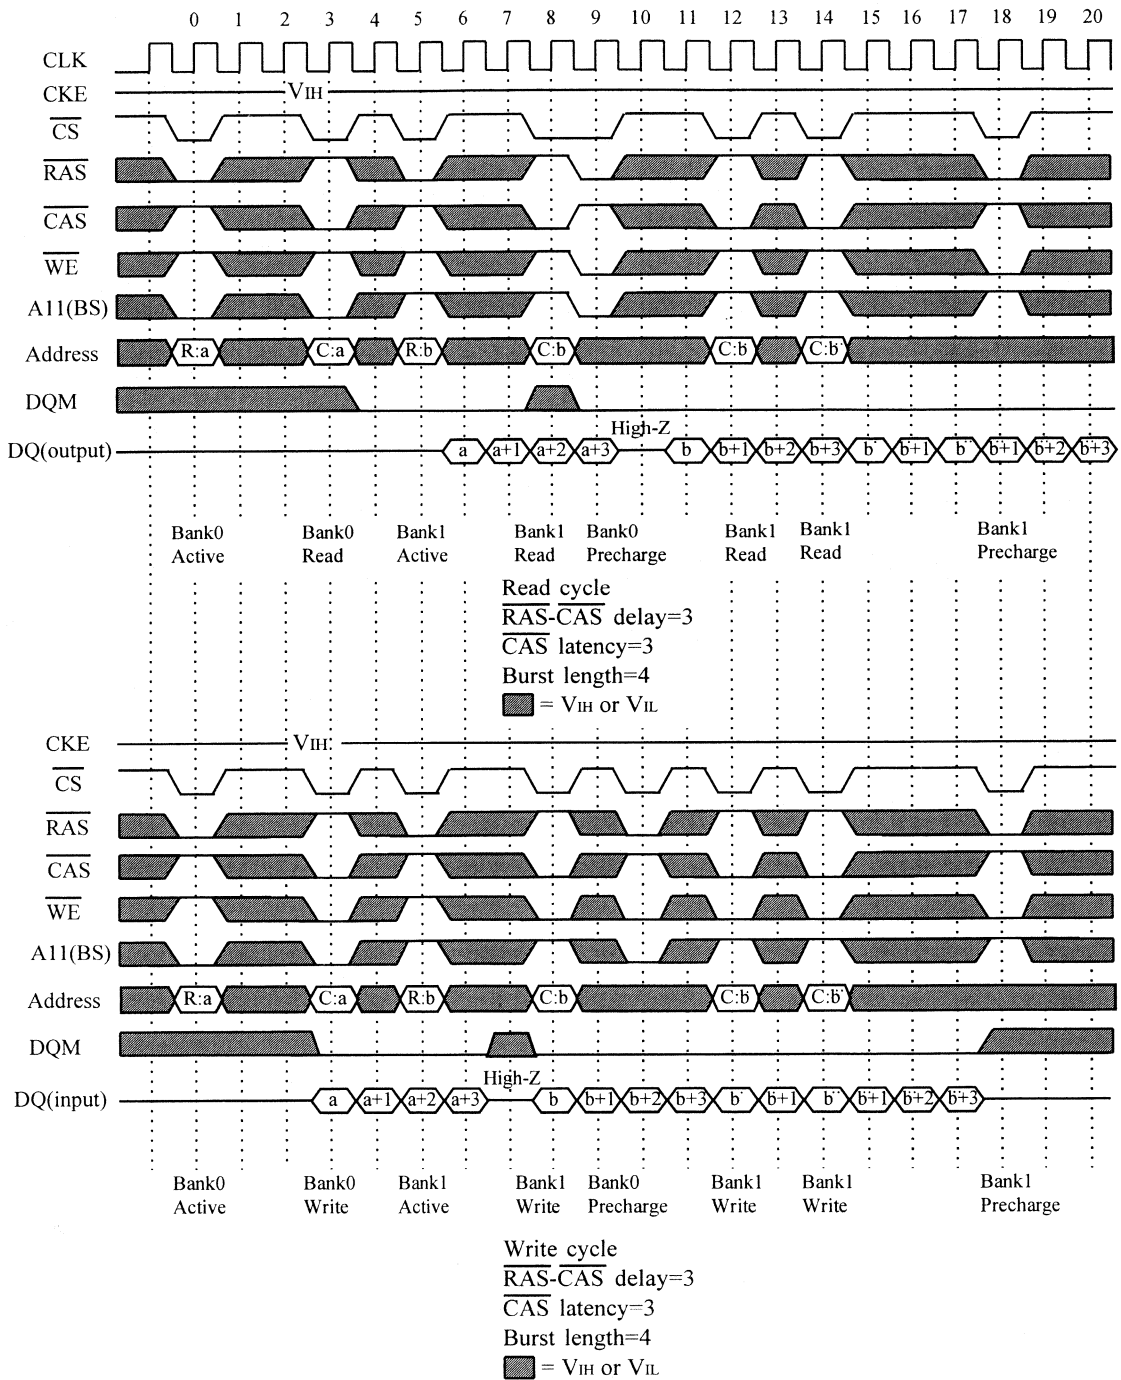 0 1 2 3 4 5 6 7 8 9 10 11 12 13 14 15 16 17 18 19 20
CLK
CKE VIH
CS
RAS
CAS
WE
A11(BS)
Address R:a C:a R:b C:b C:b' C:b''
DQM
High-Z
DQ(output) a a+1 a+2 a+3 b b+1 b+2 b+3 b' b'+1 b'' b''+1 b''+2 b''+3
Bank0 Bank0 Bank1 Bank1 Bank0 Bank1 Bank1 Bank1
Active Read Active Read Precharge Read Read Precharge
Read cycle
RAS-CAS delay=3
CAS latency=3
Burst length=4
= VIH or VIL
CKE VIH
CS
RAS
CAS
WE
A11(BS)
Address R:a C:a R:b C:b C:b' C:b''
DQM
High-Z
DQ(input) a a+1 a+2 a+3 b b+1 b+2 b+3 b' b'+1 b'' b''+1 b''+2 b''+3
Bank0 Bank0 Bank1 Bank1 Bank0 Bank1 Bank1 Bank1
Active Write Active Write Precharge Write Write Precharge
Write cycle
RAS-CAS delay=3
CAS latency=3
Burst length=4
= VIH or VIL